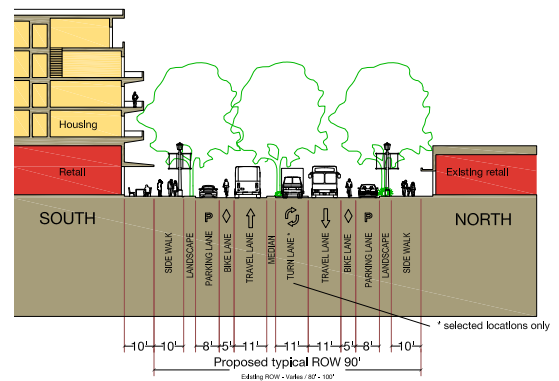 Housing
Retail
Existing retail
SOUTH
NORTH
SIDE WALK
LANDSCAPE
P
PARKING LANE
BIKE LANE
TRAVEL LANE
MEDIAN
TURN LANE *
TRAVEL LANE
BIKE LANE
P
PARKING LANE
LANDSCAPE
SIDE WALK
* selected locations only
10' 10' 8' 5' 11' 11' 11' 5' 8' 10'
Proposed typical ROW 90'
Existing ROW - Varies / 80' - 100'